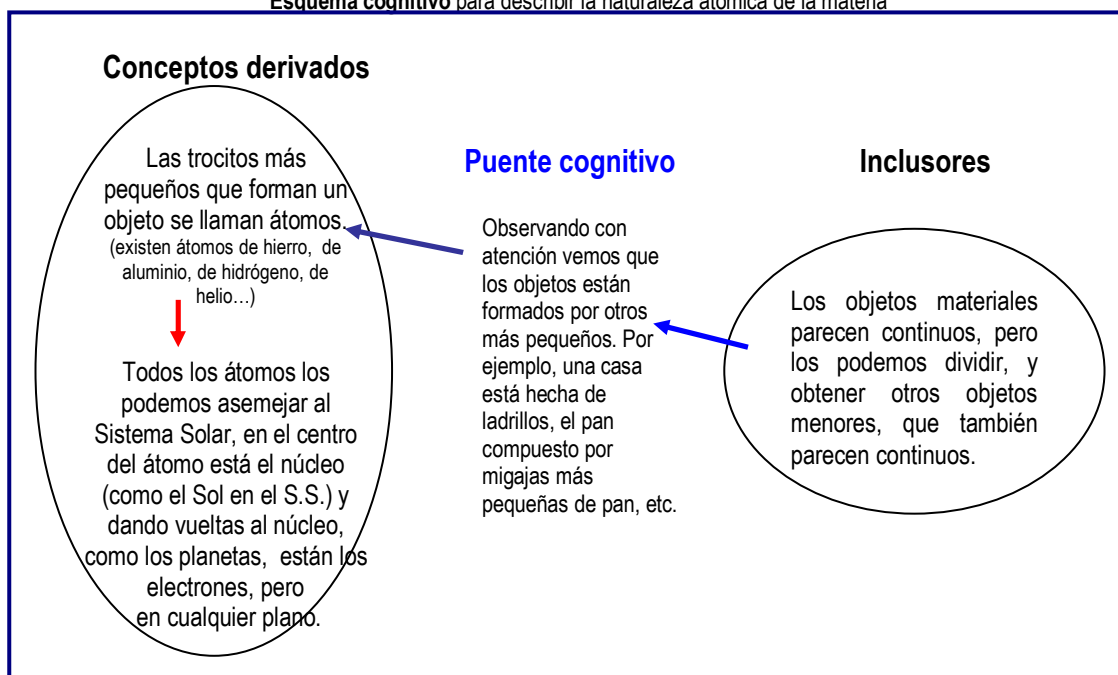 Esquema cognitivo para describir la naturaleza atómica de la materia
Conceptos derivados
Las trocitos más
pequeños que forman un
objeto se llaman átomos.
(existen átomos de hierro, de
aluminio, de hidrógeno, de
helio…)
Todos los átomos los
podemos asemejar al
Sistema Solar, en el centro
del átomo está el núcleo
(como el Sol en el S.S.) y
dando vueltas al núcleo,
como los planetas, están los
electrones, pero
en cualquier plano.
Puente cognitivo
Observando con
atención vemos que
los objetos están
formados por otros
más pequeños. Por
ejemplo, una casa
está hecha de
ladrillos, el pan
compuesto por
migajas más
pequeñas de pan, etc.
Inclusores
Los objetos materiales
parecen continuos, pero
los podemos dividir, y
obtener otros objetos
menores, que también
parecen continuos.